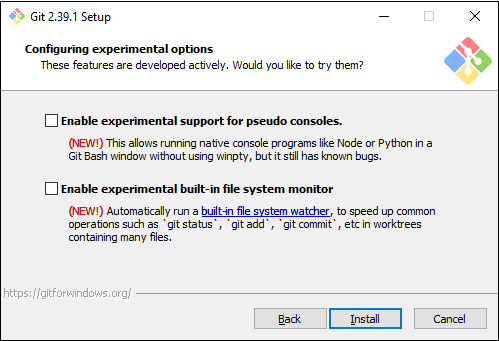 Git 2.39.1 Setup
Configuring experimental options
These features are developed actively. Would you like to try them?
Enable experimental support for pseudo consoles.
(NEW!) This allows running native console programs like Node or Python in a
Git Bash window without using winpty, but it still has known bugs.
Enable experimental built-in file system monitor
(NEW!) Automatically run a built-in file system watcher, to speed up common
operations such as `git status`, `git add`, `git commit`, etc in worktrees
containing many files.
https://gitforwindows.org/
Back
Install
Cancel